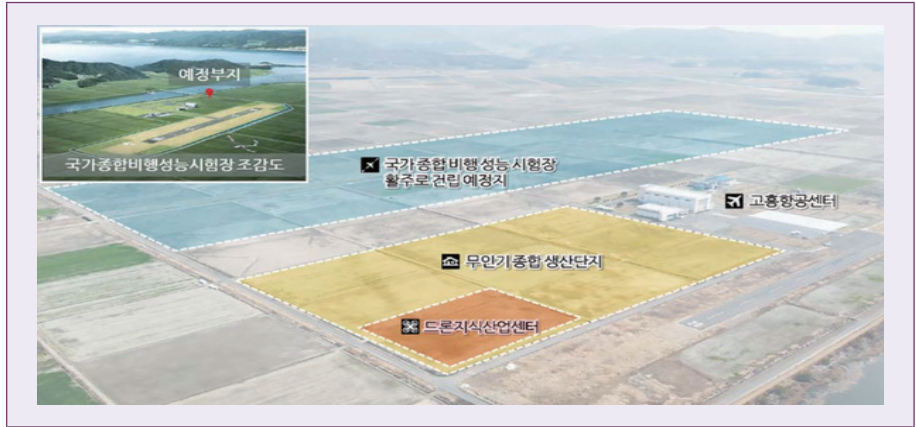 예정부지
국가종합비행성능시험장 조감도
국가 종합 비행 성능 시험장
활주로 건립 예정지
고흥항공센터
무인기 종합 생산단지
드론지식산업센터